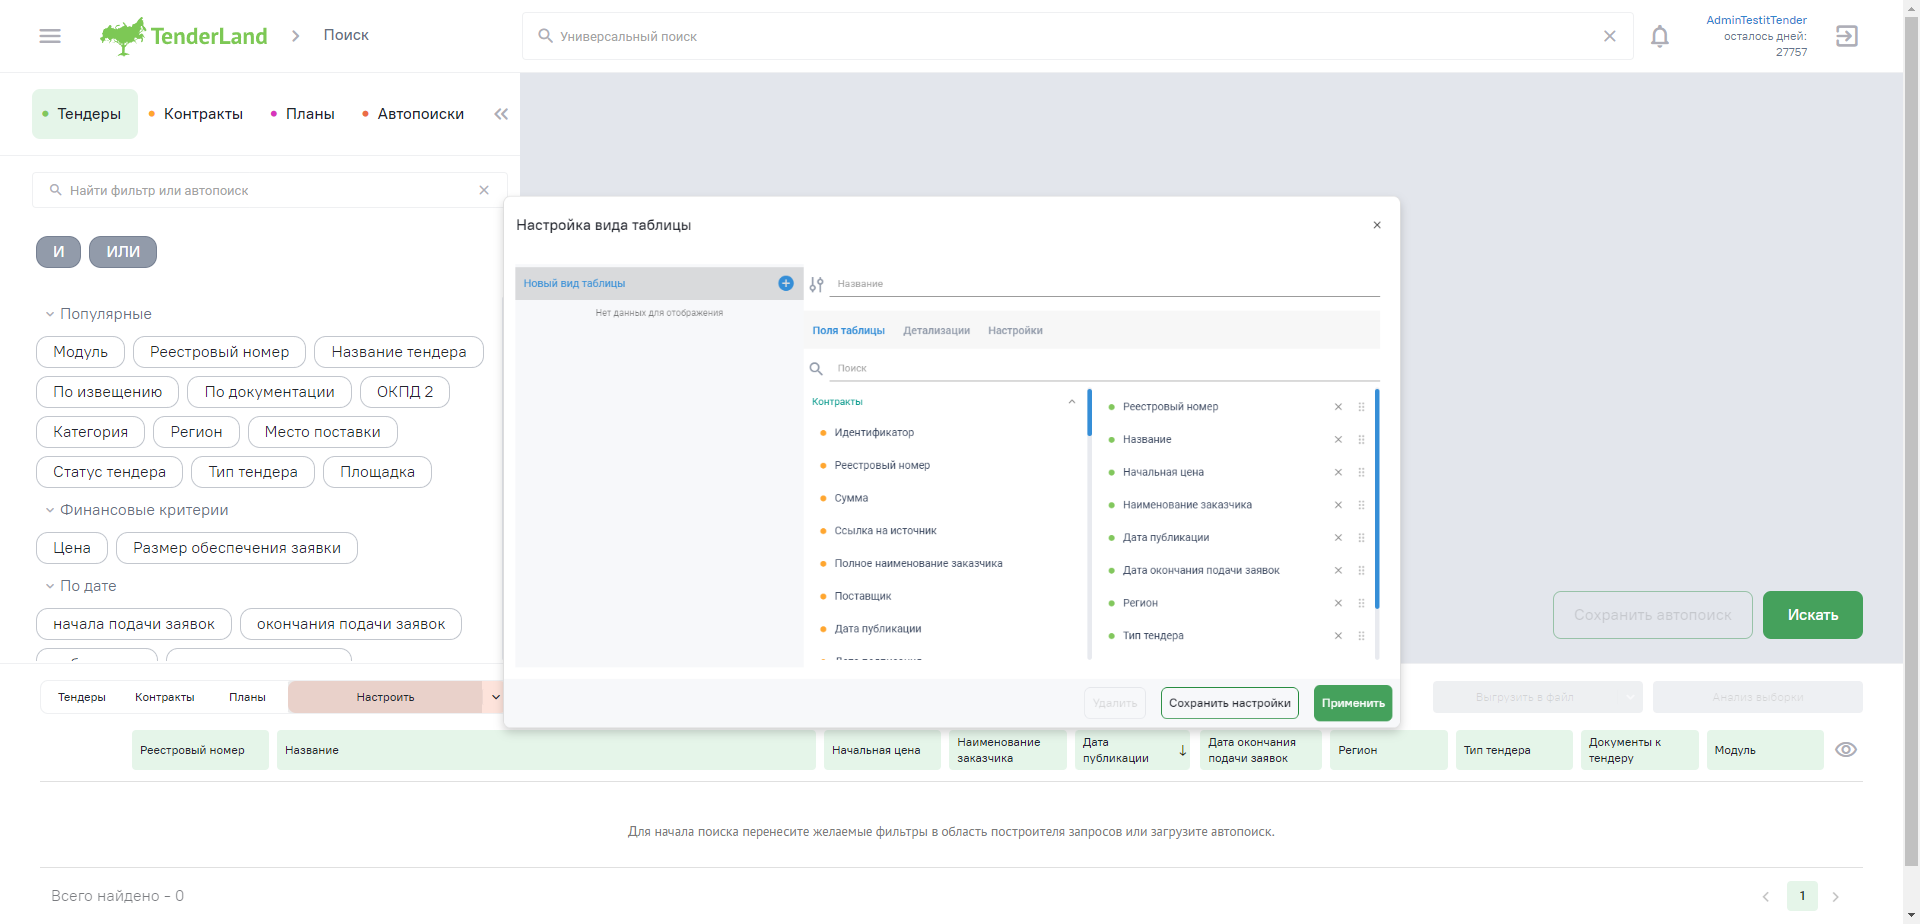 TenderLand
Поиск
Универсальный поиск
AdminTestitTender
осталось дней:
27757
Тендеры
Контракты
Планы
Автопоиски
Найти фильтр или автопоиск
И
ИЛИ
Популярные
Модуль
Реестровый номер
Название тендера
По извещению
По документации
ОКПД 2
Категория
Регион
Место поставки
Статус тендера
Тип тендера
Площадка
Финансовые критерии
Цена
Размер обеспечения заявки
По дате
начала подачи заявок
окончания подачи заявок
Настройка вида таблицы
Новый вид таблицы
Нет данных для отображения
Название
Поля таблицы
Детализации
Настройки
Поиск
Контракты
Идентификатор
Реестровый номер
Сумма
Ссылка на источник
Полное наименование заказчика
Поставщик
Дата публикации
Реестровый номер
Название
Начальная цена
Наименование заказчика
Дата публикации
Дата окончания подачи заявок
Регион
Тип тендера
Удалить
Сохранить настройки
Применить
Сохранить автопоиск
Искать
Тендеры
Контракты
Планы
Настроить
Выгрузить в файл
Анализ выборки
Реестровый номер
Название
Начальная цена
Наименование
заказчика
Дата
публикации
Дата окончания
подачи заявок
Регион
Тип тендера
Документы к
тендеру
Модуль
Для начала поиска перенесите желаемые фильтры в область построителя запросов или загрузите автопоиск.
Всего найдено - 0
1